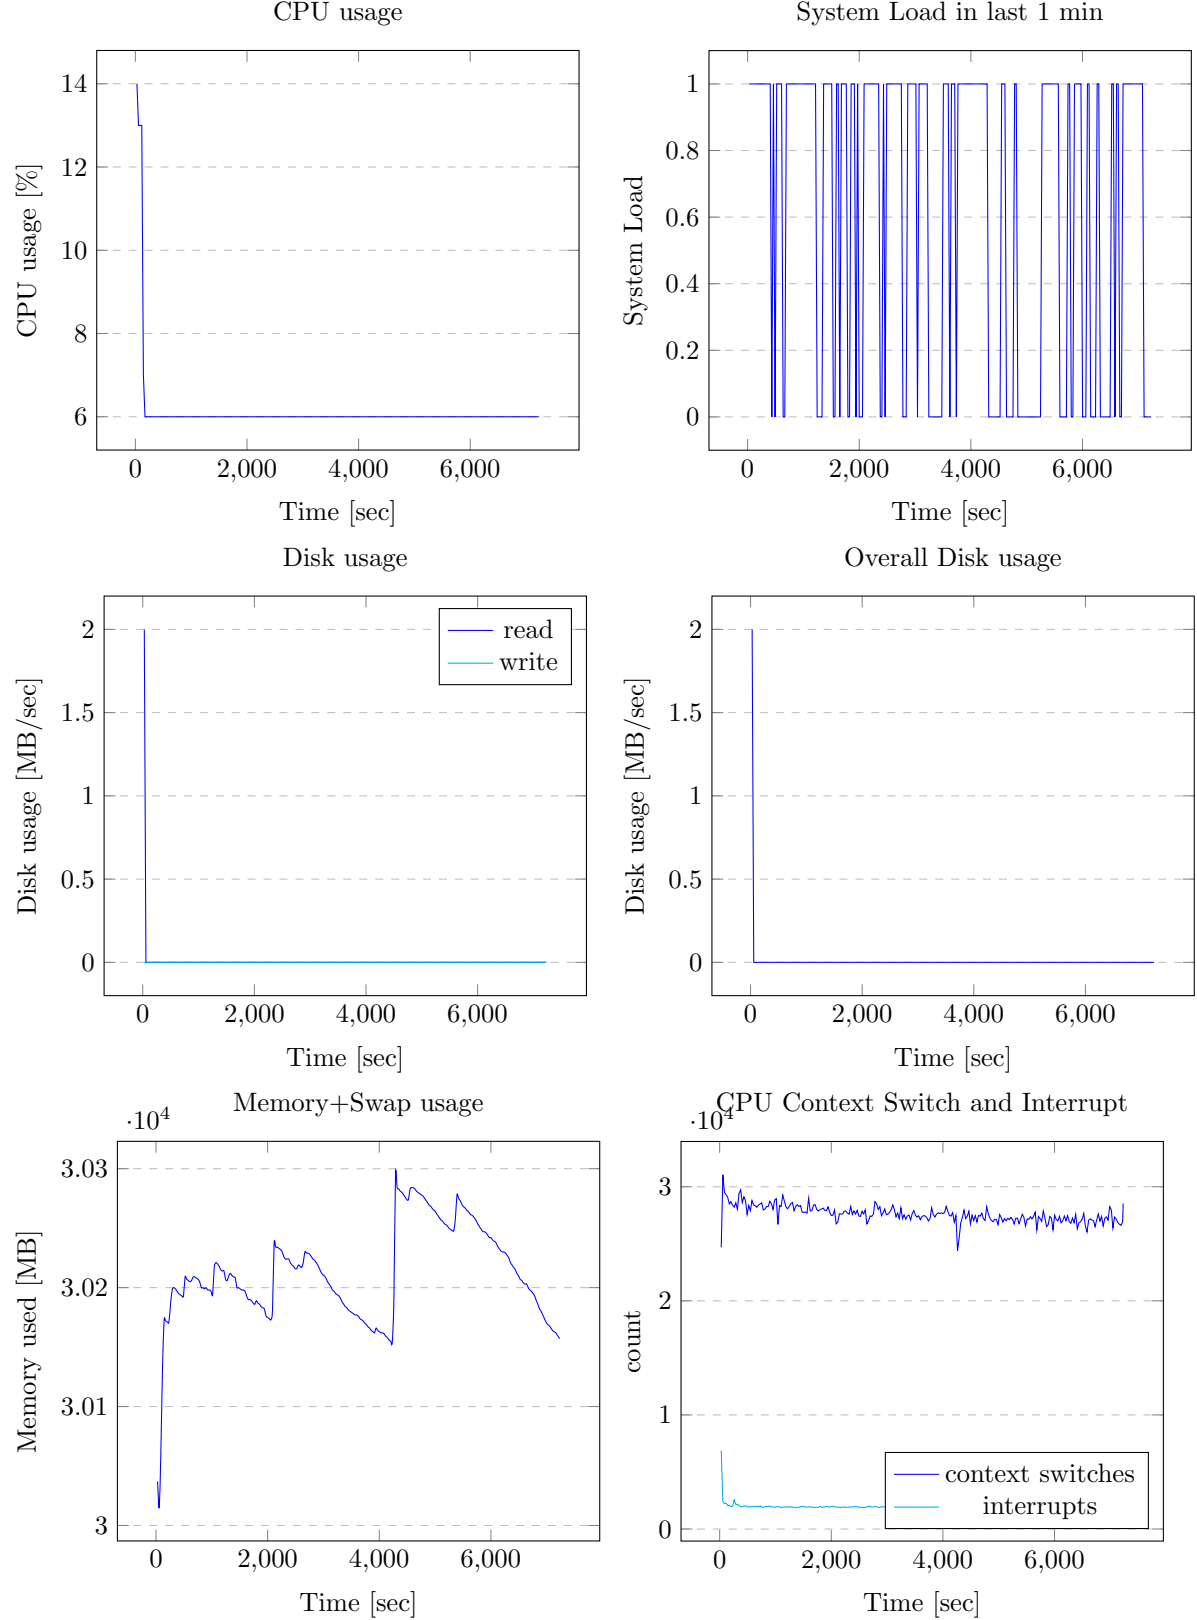 CPU usage
14
12
10
8
6
CPU usage [%]
0
2,000
4,000
6,000
Time [sec]
System Load in last 1 min
1
0.8
0.6
0.4
0.2
0
System Load
0
2,000
4,000
6,000
Time [sec]
Disk usage
read
write
2
1.5
1
0.5
0
Disk usage [MB/sec]
0
2,000
4,000
6,000
Time [sec]
Overall Disk usage
2
1.5
1
0.5
0
Disk usage [MB/sec]
0
2,000
4,000
6,000
Time [sec]
Memory+Swap usage
·10⁴
3.03
3.02
3.01
3
Memory used [MB]
0
2,000
4,000
6,000
Time [sec]
CPU Context Switch and Interrupt
·10⁴
3
2
1
0
count
context switches
interrupts
0
2,000
4,000
6,000
Time [sec]